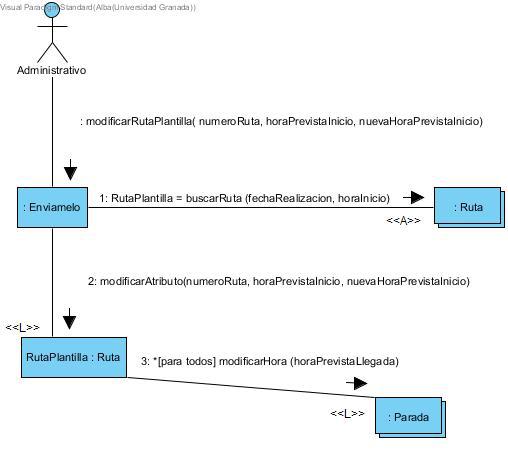 Visual Paradigm Standard(Alba(Universidad Granada))
Administrativo
: modificarRutaPlantilla( numeroRuta, horaPrevistaInicio, nuevaHoraPrevistaInicio)
1: RutaPlantilla = buscarRuta (fechaRealizacion, horaInicio)
: Enviamelo
: Ruta
<<A>>
2: modificarAtributo(numeroRuta, horaPrevistaInicio, nuevaHoraPrevistaInicio)
<<L>>
RutaPlantilla : Ruta
3: *[para todos] modificarHora (horaPrevistaLlegada)
<<L>>
: Parada